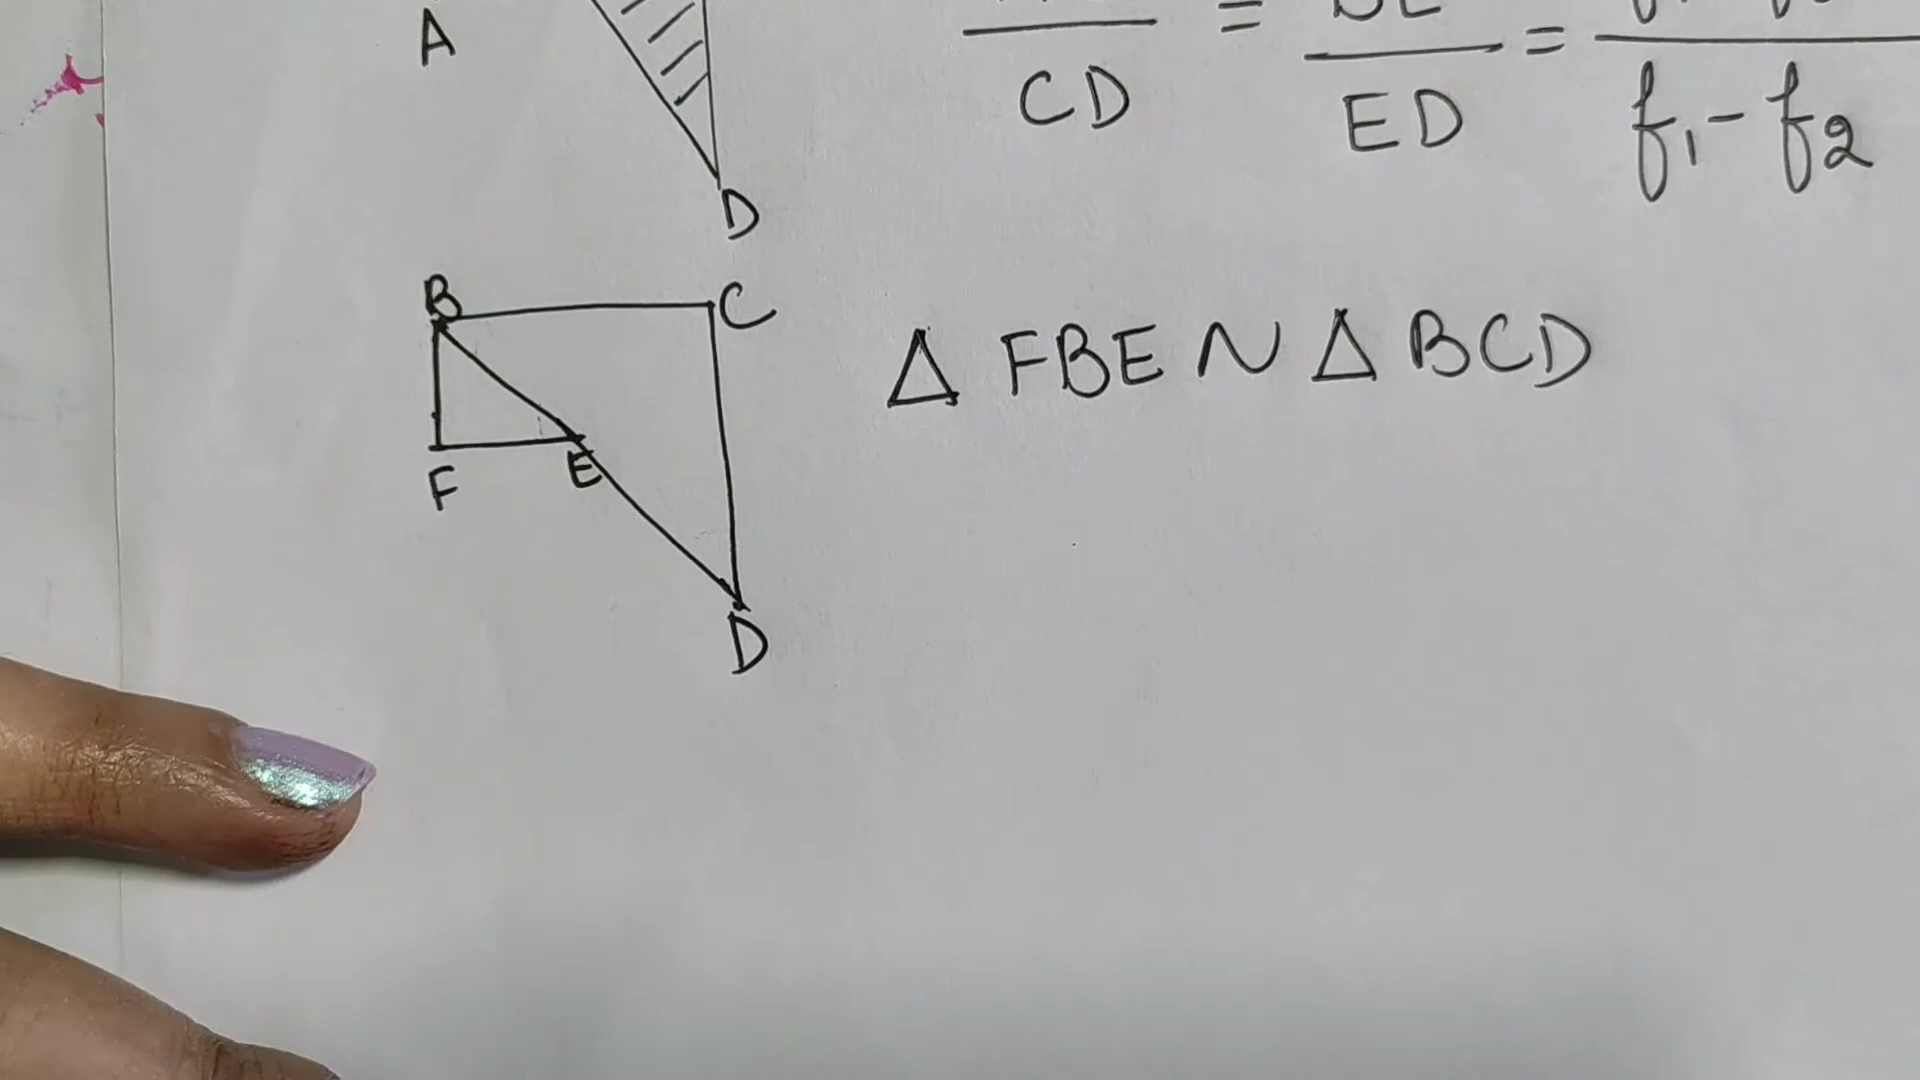 A
CD = ED = f₁ - f₂
D
B C
Δ FBE ~ Δ BCD
F E
D